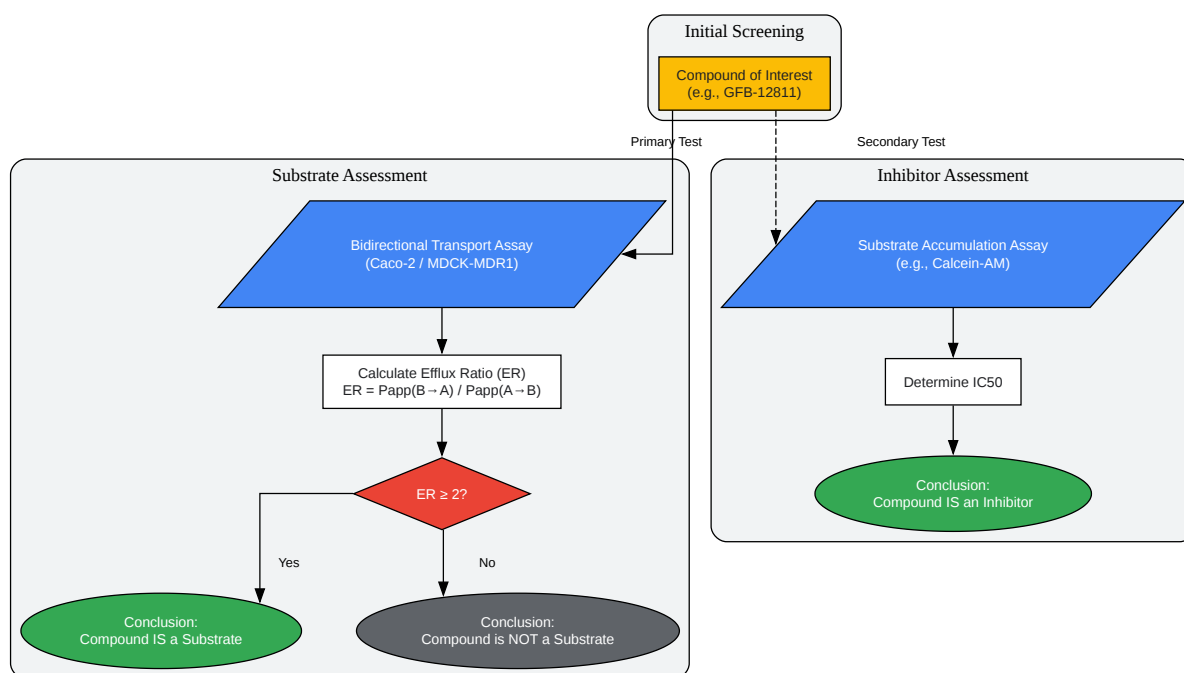 Initial Screening
Compound of Interest
(e.g., GFB-12811)
Primary Test
Secondary Test
Substrate Assessment
Bidirectional Transport Assay
(Caco-2 / MDCK-MDR1)
Calculate Efflux Ratio (ER)
ER = Papp(B→A) / Papp(A→B)
ER ≥ 2?
Yes
No
Conclusion:
Compound IS a Substrate
Conclusion:
Compound is NOT a Substrate
Inhibitor Assessment
Substrate Accumulation Assay
(e.g., Calcein-AM)
Determine IC50
Conclusion:
Compound IS an Inhibitor